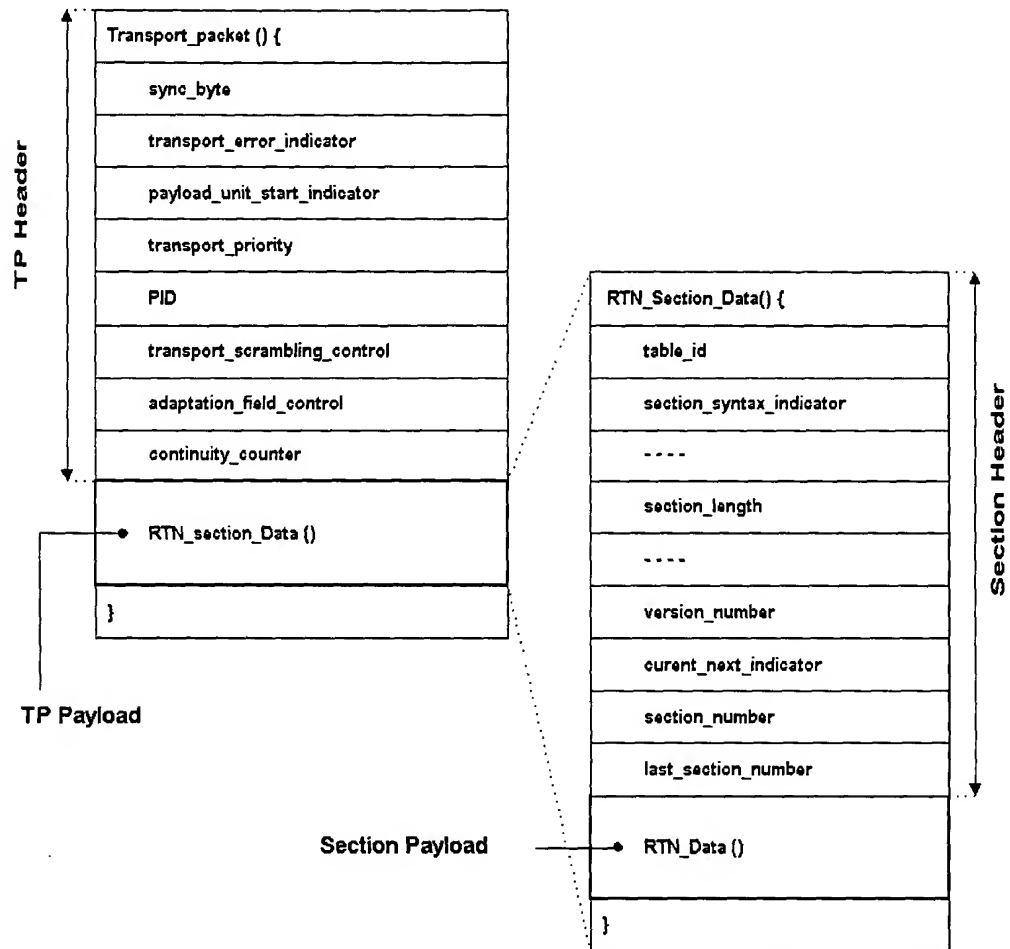 TP Header
Transport_packet () {
sync_byte
transport_error_indicator
payload_unit_start_indicator
transport_priority
PID
transport_scrambling_control
adaptation_field_control
continuity_counter
RTN_section_Data ()
}
TP Payload
RTN_Section_Data() {
table_id
section_syntax_indicator
- - - -
section_length
- - - -
version_number
curent_next_indicator
section_number
last_section_number
Section Header
Section Payload
RTN_Data ()
}